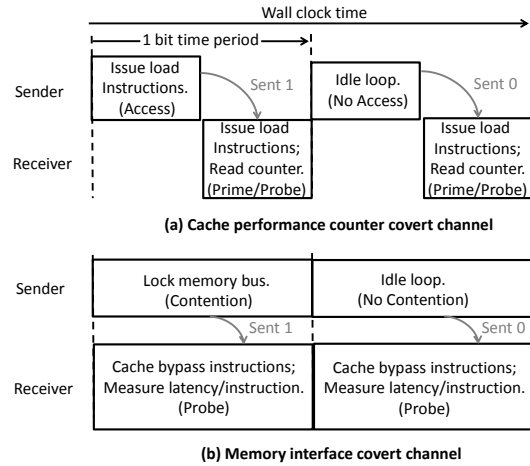 Wall clock time
1 bit time period
Sender
Issue load
Instructions.
(Access)
Sent 1
Idle loop.
(No Access)
Sent 0
Receiver
Issue load
Instructions;
Read counter.
(Prime/Probe)
Issue load
Instructions;
Read counter.
(Prime/Probe)
(a) Cache performance counter covert channel
Sender
Lock memory bus.
(Contention)
Idle loop.
(No Contention)
Sent 1
Sent 0
Receiver
Cache bypass instructions;
Measure latency/instruction.
(Probe)
Cache bypass instructions;
Measure latency/instruction.
(Probe)
(b) Memory interface covert channel